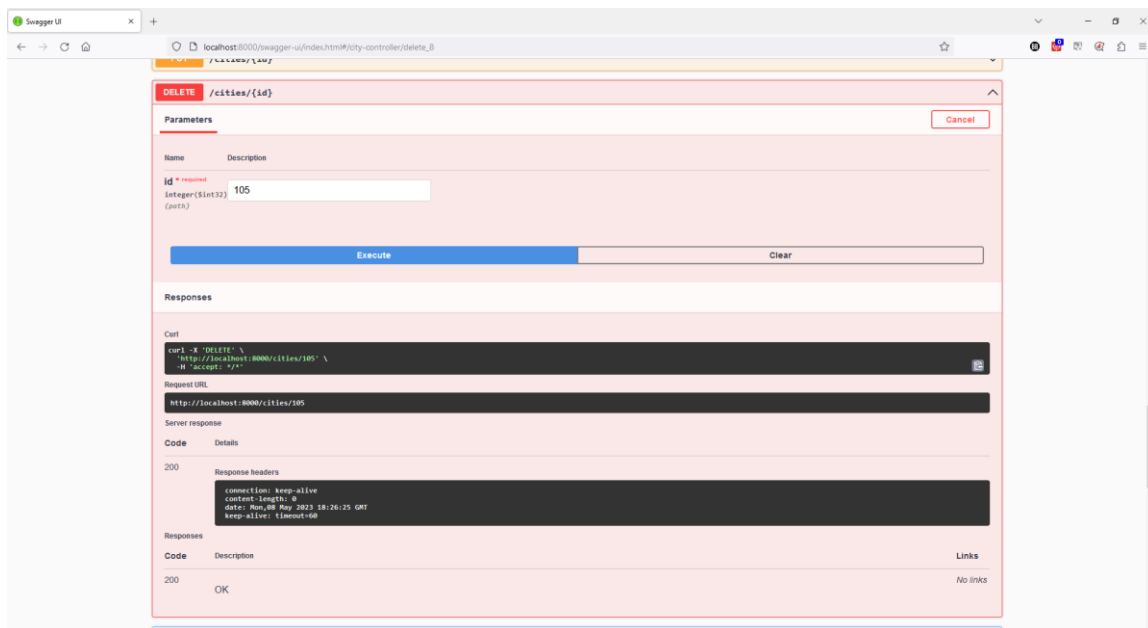 Swagger UI
localhost:8000/swagger-ui/index.html#/city-controller/delete_8
/cities/{id}
DELETE /cities/{id}
Parameters
Cancel
Name Description
id * required
integer($int32)
(path)
105
Execute Clear
Responses
Curl
curl -X 'DELETE' \
'http://localhost:8000/cities/105' \
-H 'accept: */*'
Request URL
http://localhost:8000/cities/105
Server response
Code Details
200
Response headers
connection: keep-alive
content-length: 0
date: Mon,08 May 2023 18:26:25 GMT
keep-alive: timeout=60
Responses
Code Description Links
200 OK No links